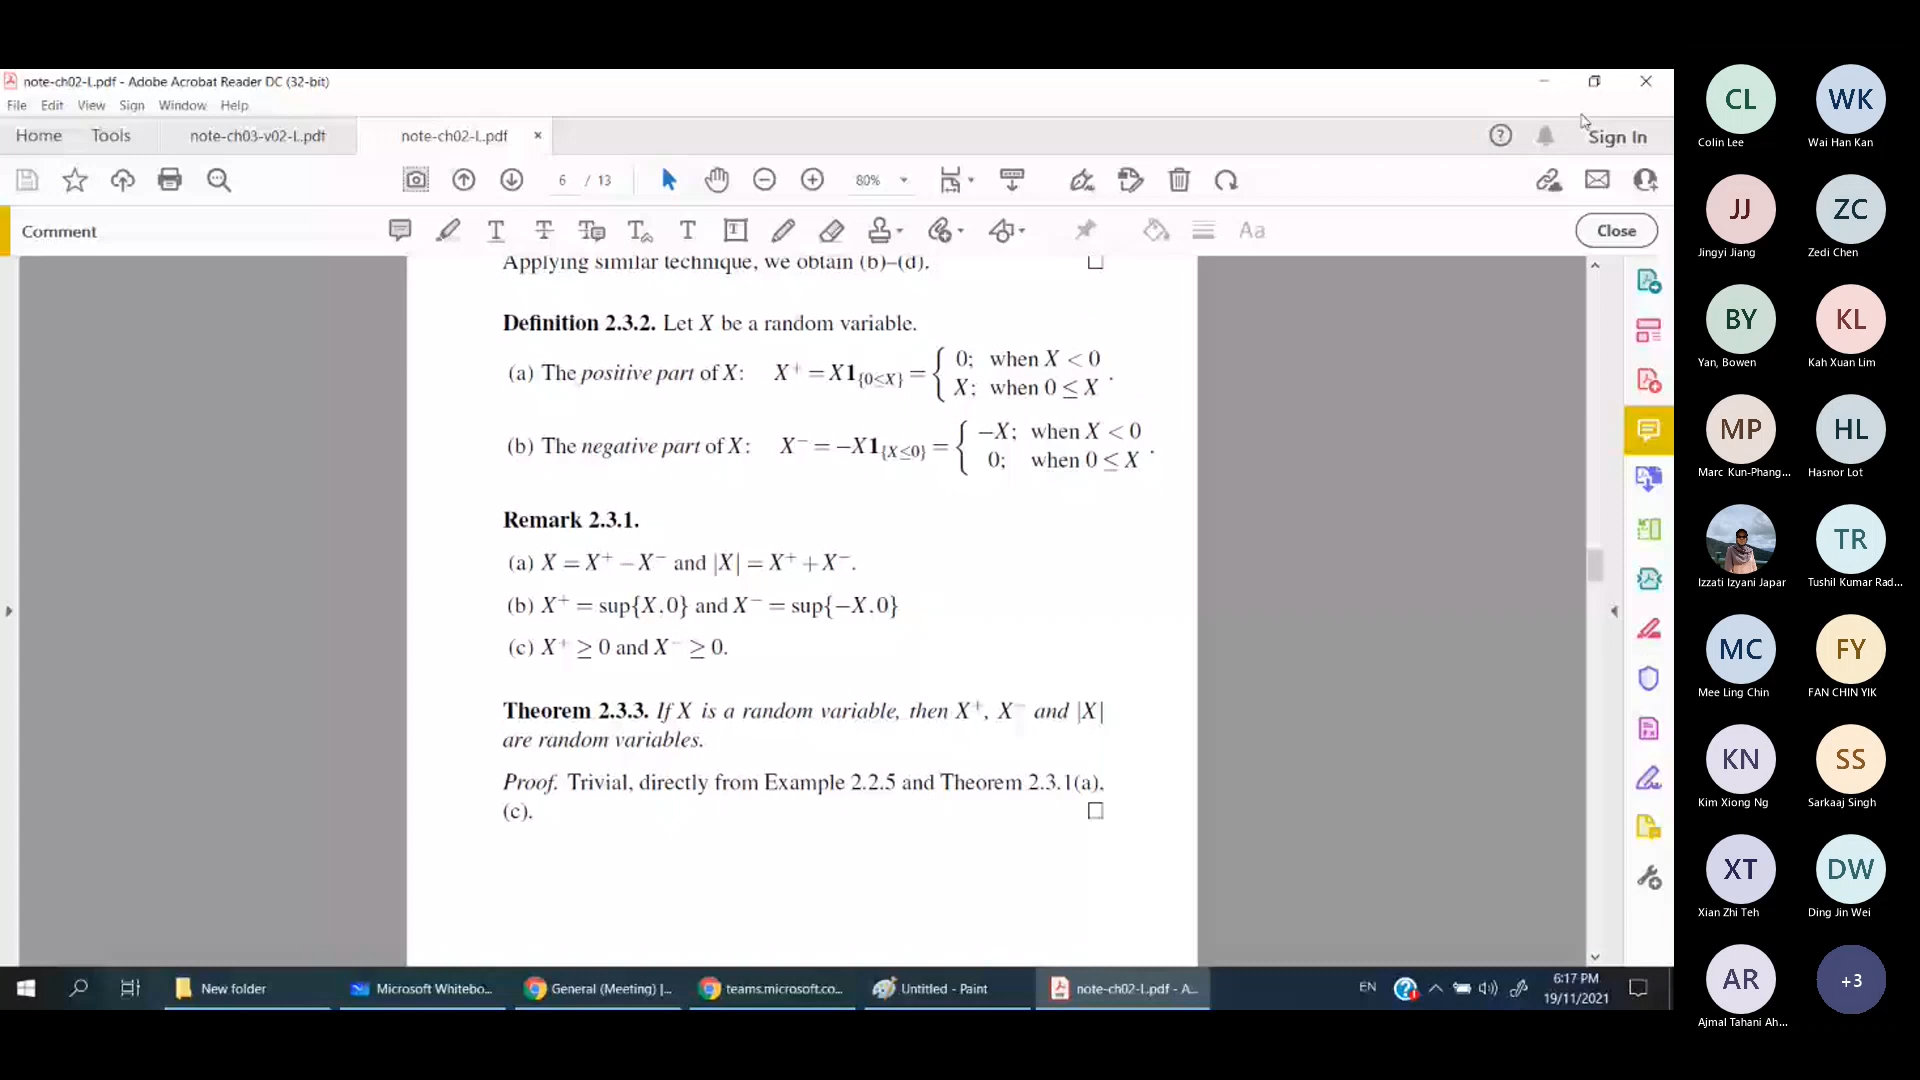 note-ch02-L.pdf - Adobe Acrobat Reader DC (32-bit)
File Edit View Sign Window Help
Home Tools note-ch03-v02-L.pdf note-ch02-L.pdf × Sign In
6 / 13 80%
Comment Close
Applying similar technique, we obtain (b)–(d). □
Definition 2.3.2. Let X be a random variable.
(a) The positive part of X: X⁺ = X1_{0<X} = { 0; when X < 0
X; when 0 ≤ X .
(b) The negative part of X: X⁻ = −X1_{X≤0} = { −X; when X < 0
0; when 0 ≤ X .
Remark 2.3.1.
(a) X = X⁺ − X⁻ and |X| = X⁺ + X⁻.
(b) X⁺ = sup{X.0} and X⁻ = sup{−X.0}
(c) X⁺ ≥ 0 and X⁻ ≥ 0.
Theorem 2.3.3. If X is a random variable, then X⁺, X⁻ and |X|
are random variables.
Proof. Trivial, directly from Example 2.2.5 and Theorem 2.3.1(a),
(c). □
New folder Microsoft Whitebo... General (Meeting) |... teams.microsoft.co... Untitled - Paint note-ch02-L.pdf - A... EN 6:17 PM
19/11/2021
CL WK
Colin Lee Wai Han Kan
JJ ZC
Jingyi Jiang Zedi Chen
BY KL
Yan, Bowen Kah Xuan Lim
MP HL
Marc Kun-Phang... Hasnor Lot
TR
Izzati Izyani Japar Tushil Kumar Rad...
MC FY
Mee Ling Chin FAN CHIN YIK
KN SS
Kim Xiong Ng Sarkaaj Singh
XT DW
Xian Zhi Teh Ding Jin Wei
AR +3
Ajmal Tahani Ah...